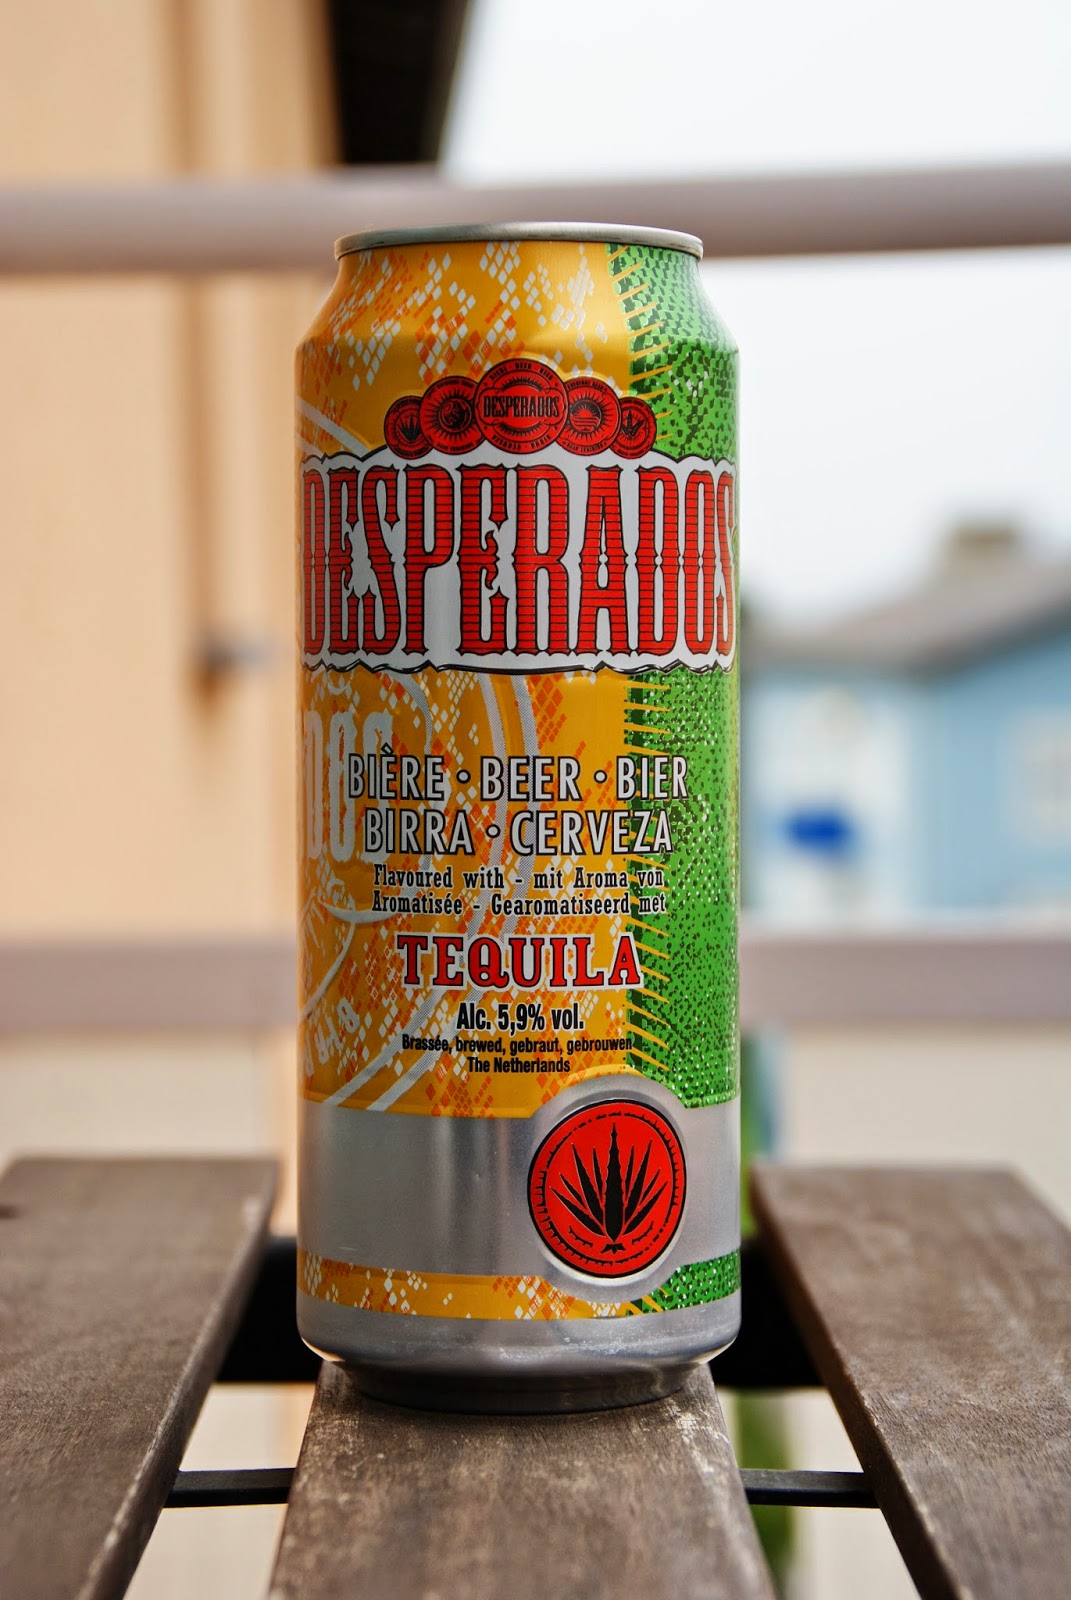 DESPERADOS
DESPERADOS
BIÈRE • BEER • BIER
BIRRA • CERVEZA
Flavoured with - mit Aroma von
Aromatisée - Gearomatiseerd met
TEQUILA
Alc. 5,9% vol.
Brassée, brewed, gebraut, gebrouwen
The Netherlands